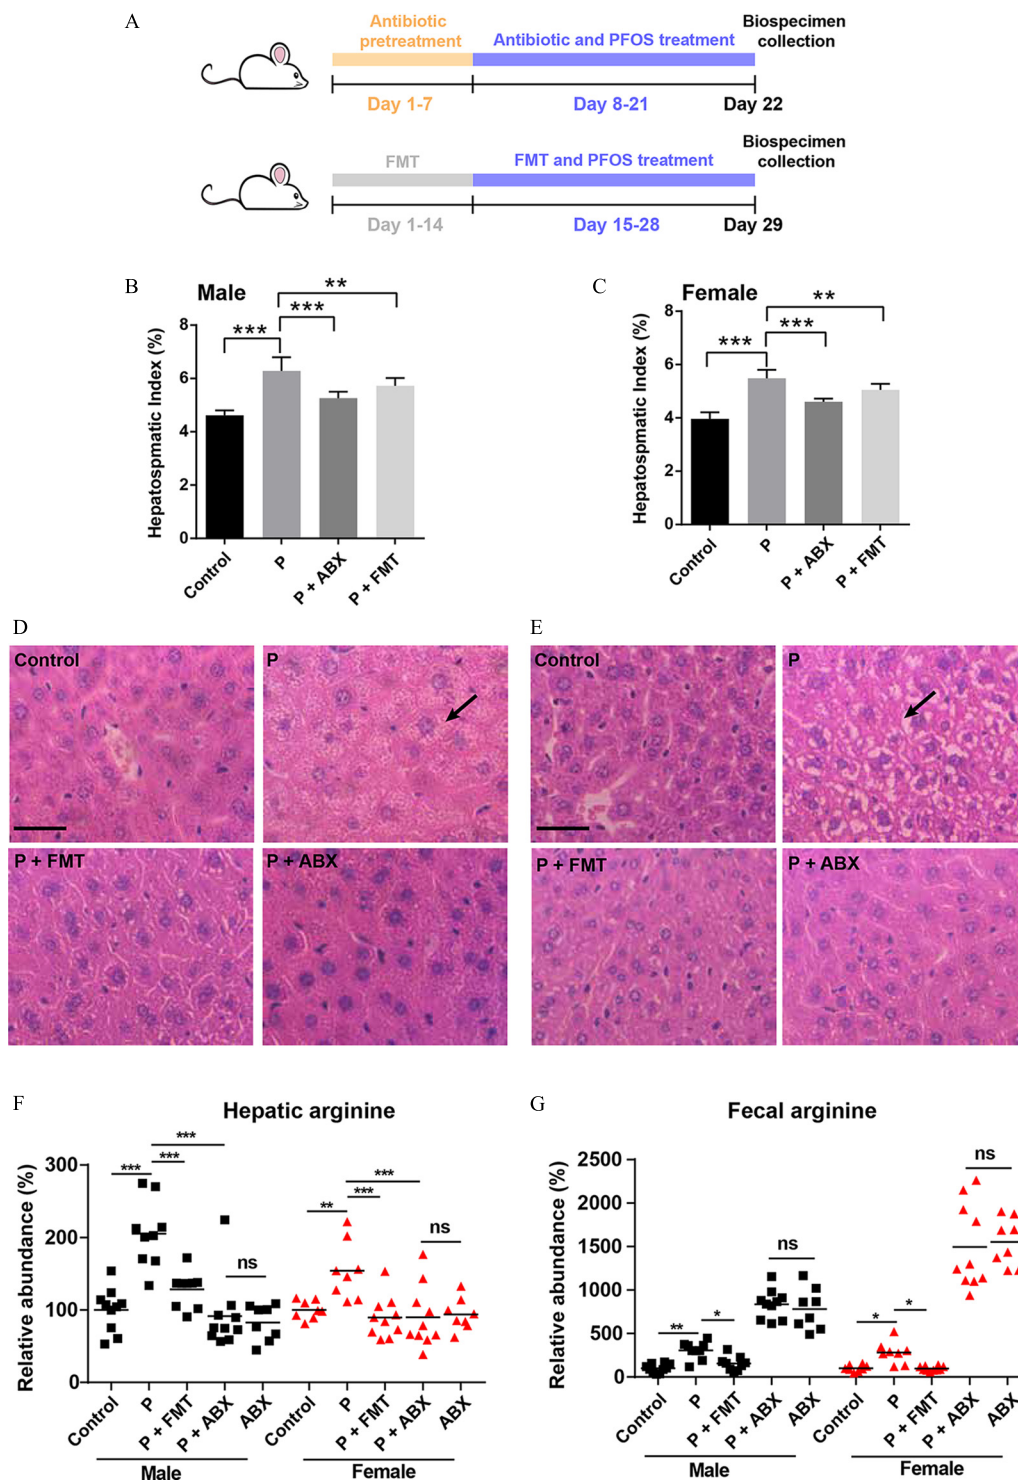 A
Antibiotic
pretreatment
Antibiotic and PFOS treatment
Biospecimen
collection
Day 1-7
Day 8-21
Day 22
FMT
FMT and PFOS treatment
Biospecimen
collection
Day 1-14
Day 15-28
Day 29
B
Male
Hepatospmatic Index (%)
8
6
4
2
0
***
***
**
Control
P
P + ABX
P + FMT
C
Female
Hepatospmatic Index (%)
8
6
4
2
0
***
***
**
Control
P
P + ABX
P + FMT
D
Control
P
P + FMT
P + ABX
E
Control
P
P + FMT
P + ABX
F
Hepatic arginine
Relative abundance (%)
300
200
100
0
***
***
***
ns
**
***
***
ns
Control
P
P + FMT
P + ABX
ABX
Control
P
P + FMT
P + ABX
ABX
Male
Female
G
Fecal arginine
Relative abundance (%)
2500
2000
1500
1000
500
0
**
*
ns
*
*
ns
Control
P
P + FMT
P + ABX
ABX
Control
P
P + FMT
P + ABX
ABX
Male
Female